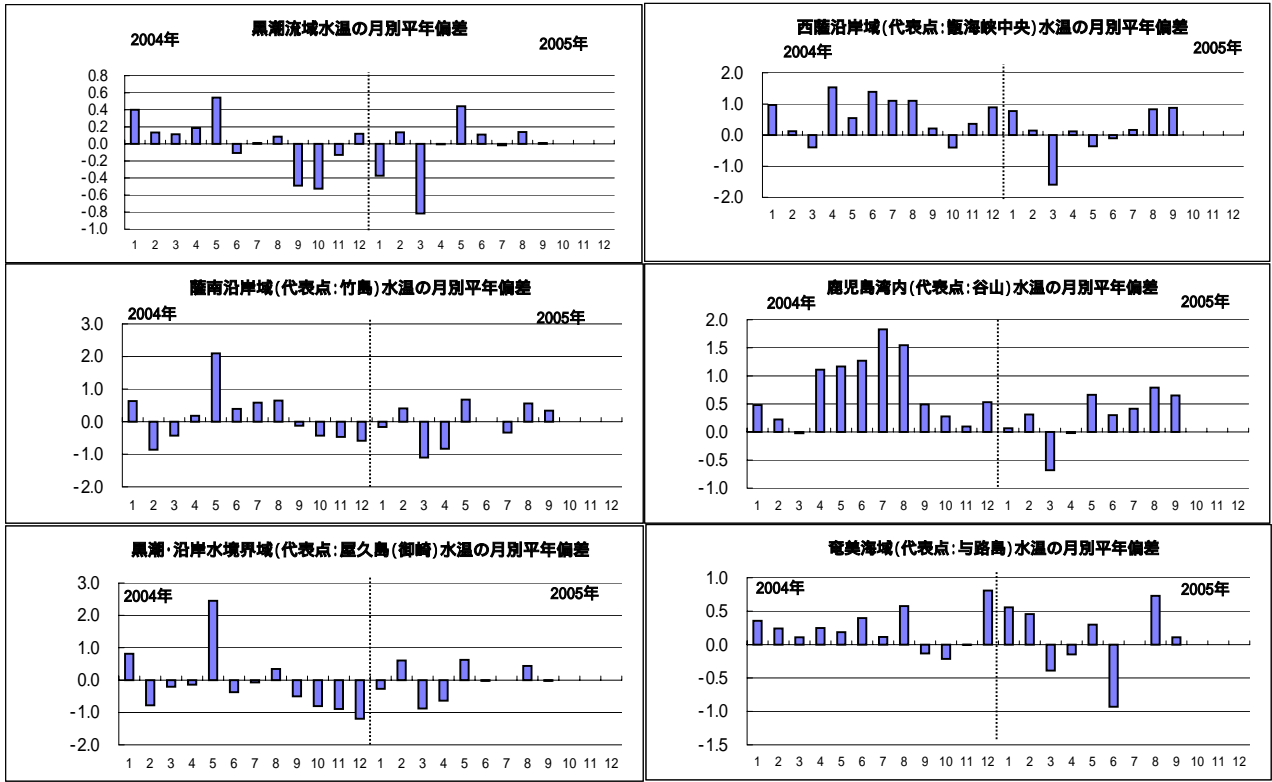 黒潮流域水温の月別平年偏差
2004年
2005年
0.8
0.6
0.4
0.2
0.0
-0.2
-0.4
-0.6
-0.8
-1.0
1 2 3 4 5 6 7 8 9 10 11 12 1 2 3 4 5 6 7 8 9 10 11 12
西薩沿岸域(代表点:甑海峡中央)水温の月別平年偏差
2004年
2005年
2.0
1.0
0.0
-1.0
-2.0
1 2 3 4 5 6 7 8 9 10 11 12 1 2 3 4 5 6 7 8 9 10 11 12
薩南沿岸域(代表点:竹島)水温の月別平年偏差
2004年
2005年
3.0
2.0
1.0
0.0
-1.0
-2.0
1 2 3 4 5 6 7 8 9 10 11 12 1 2 3 4 5 6 7 8 9 10 11 12
鹿児島湾内(代表点:谷山)水温の月別平年偏差
2004年
2005年
2.0
1.5
1.0
0.5
0.0
-0.5
-1.0
1 2 3 4 5 6 7 8 9 10 11 12 1 2 3 4 5 6 7 8 9 10 11 12
黒潮・沿岸水境界域(代表点:屋久島(御崎)水温の月別平年偏差
2004年
2005年
3.0
2.0
1.0
0.0
-1.0
-2.0
1 2 3 4 5 6 7 8 9 10 11 12 1 2 3 4 5 6 7 8 9 10 11 12
奄美海域(代表点:与路島)水温の月別平年偏差
2004年
2005年
1.0
0.5
0.0
-0.5
-1.0
-1.5
1 2 3 4 5 6 7 8 9 10 11 12 1 2 3 4 5 6 7 8 9 10 11 12